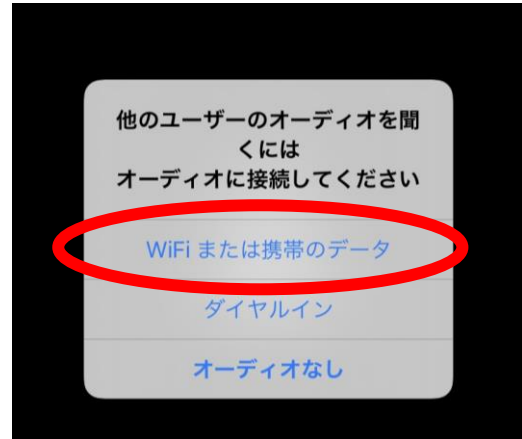 他のユーザーのオーディオを聞
くには
オーディオに接続してください
WiFi または携帯のデータ
ダイヤルイン
オーディオなし